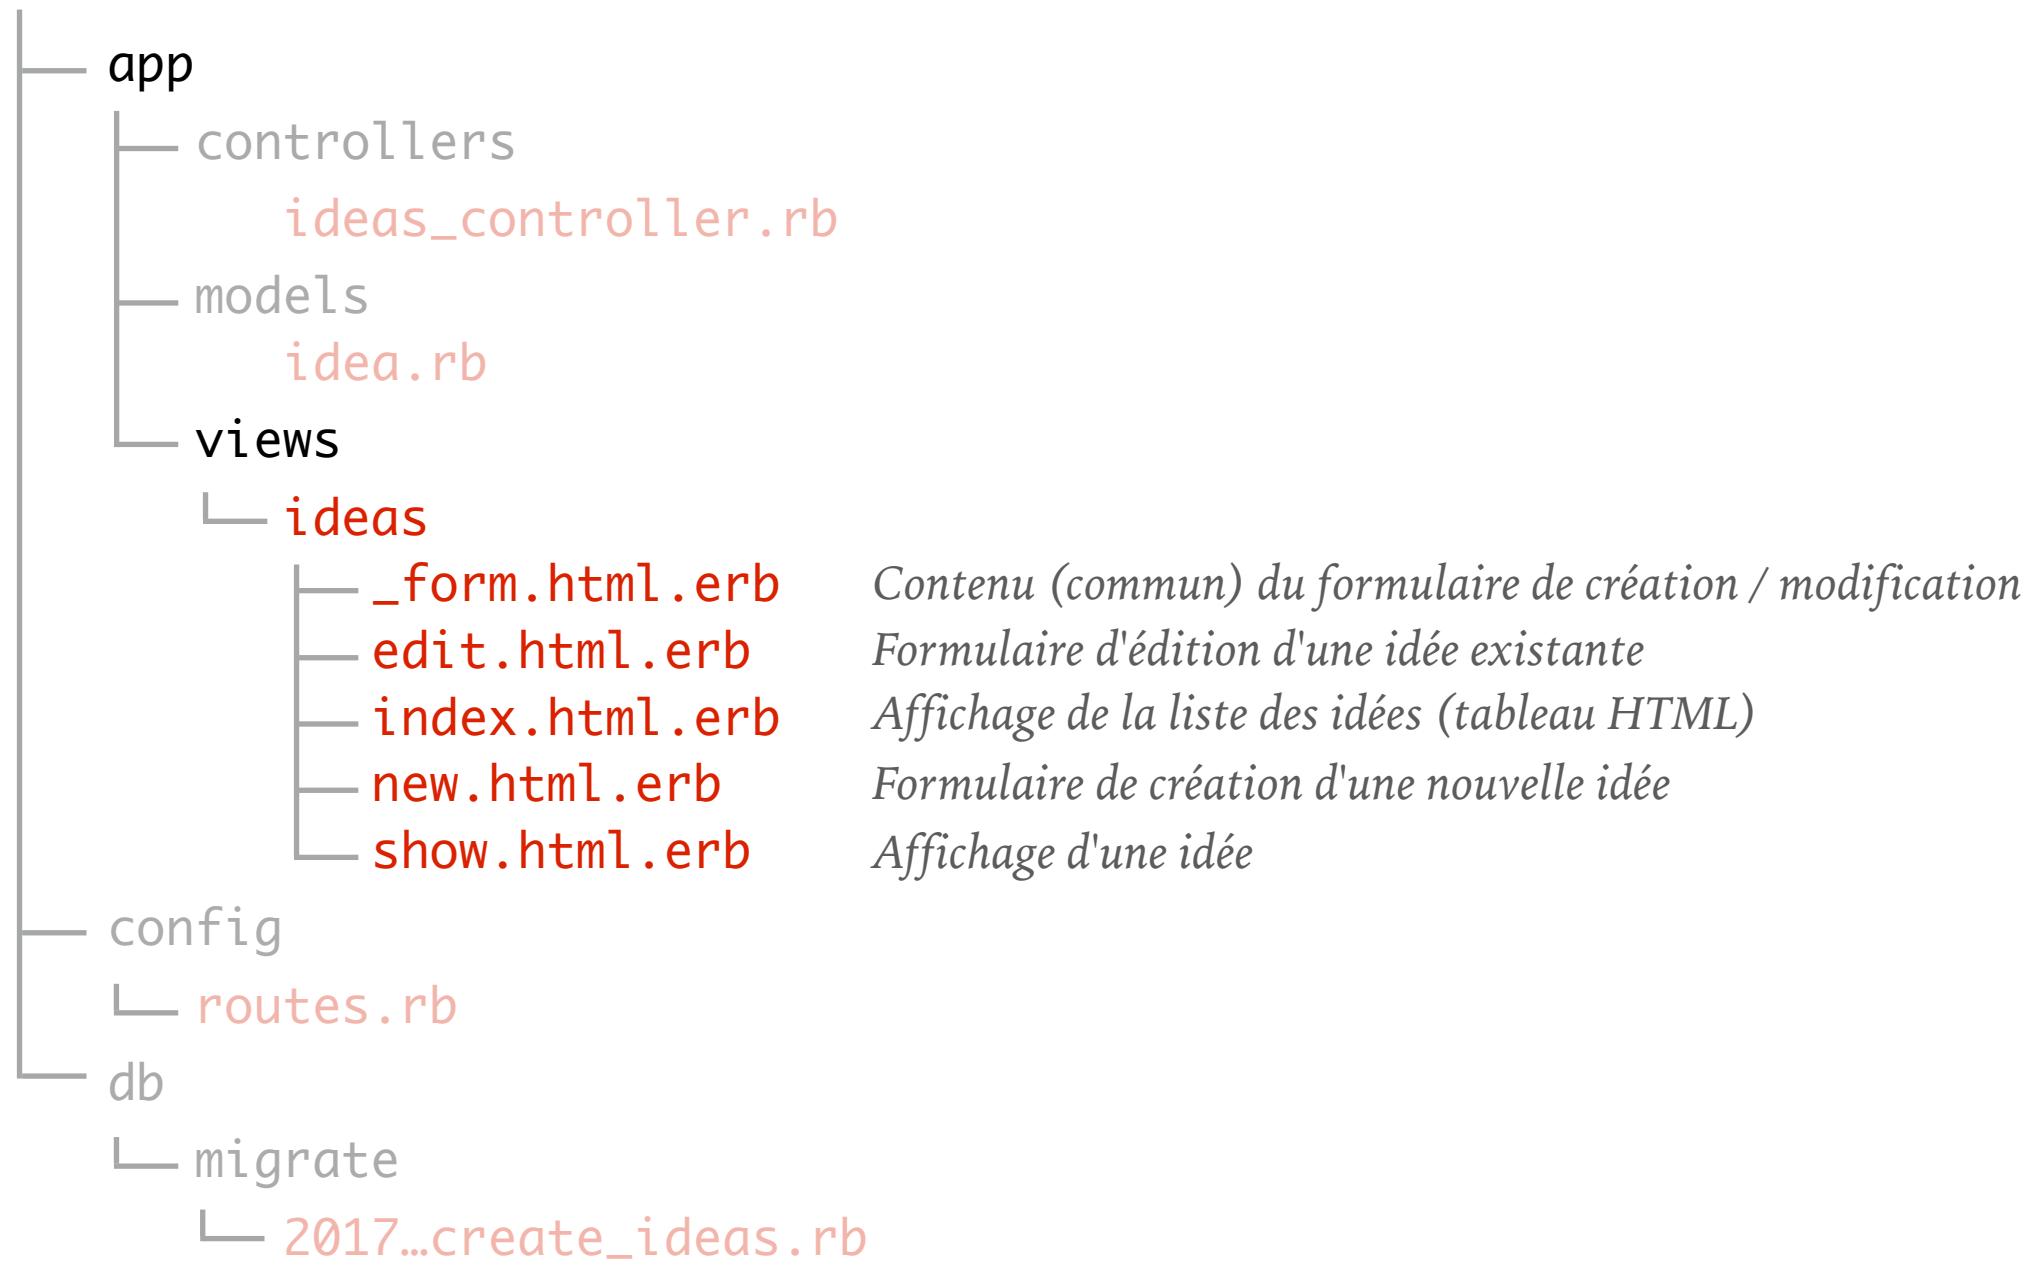 app
controllers
ideas_controller.rb
models
idea.rb
views
ideas
_form.html.erb Contenu (commun) du formulaire de création / modification
edit.html.erb Formulaire d'édition d'une idée existante
index.html.erb Affichage de la liste des idées (tableau HTML)
new.html.erb Formulaire de création d'une nouvelle idée
show.html.erb Affichage d'une idée
config
routes.rb
db
migrate
2017…create_ideas.rb